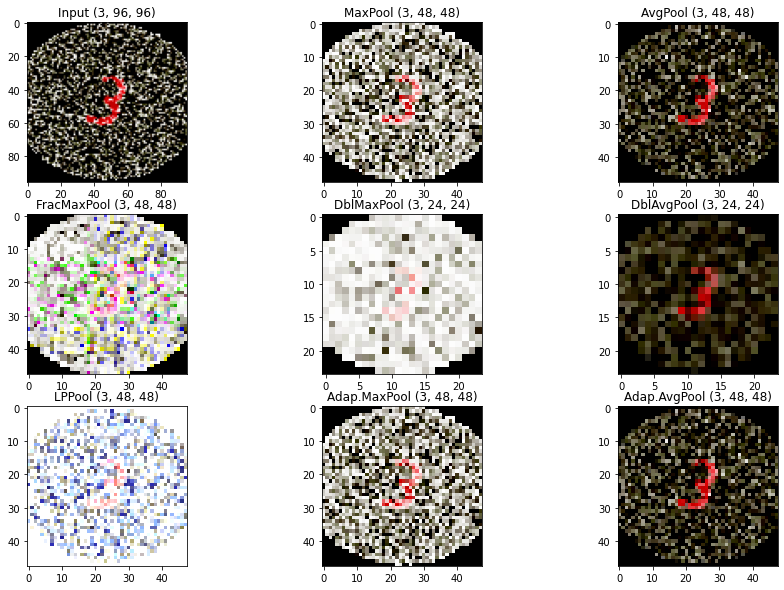 Input (3, 96, 96) MaxPool (3, 48, 48) AvgPool (3, 48, 48)
0 0 0
20 10 10
40 20 20
60 30 30
80 40 40
0 20 40 60 80 0 10 20 30 40 0 10 20 30 40
FracMaxPool (3, 48, 48) DblMaxPool (3, 24, 24) DblAvgPool (3, 24, 24)
0 0 0
10 5 5
20 10 10
30 15 15
40 20 20
0 20 40 0 5 10 15 20 0 5 10 15 20
LPPool (3, 48, 48) Adap.MaxPool (3, 48, 48) Adap.AvgPool (3, 48, 48)
0 0 0
10 10 10
20 20 20
30 30 30
40 40 40
0 10 20 30 40 0 10 20 30 40 0 10 20 30 40
3